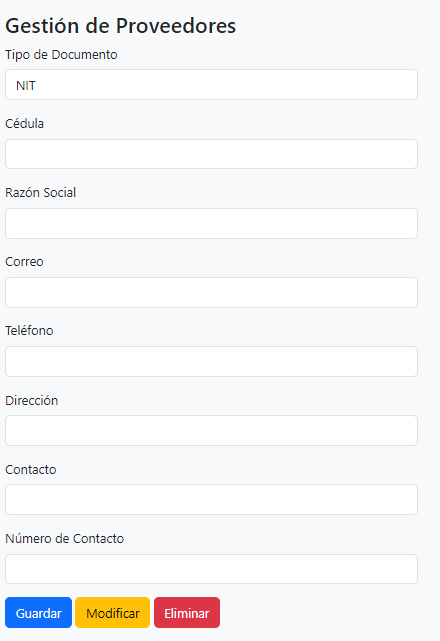 Gestión de Proveedores
Tipo de Documento
NIT
Cédula
Razón Social
Correo
Teléfono
Dirección
Contacto
Número de Contacto
Guardar Modificar Eliminar